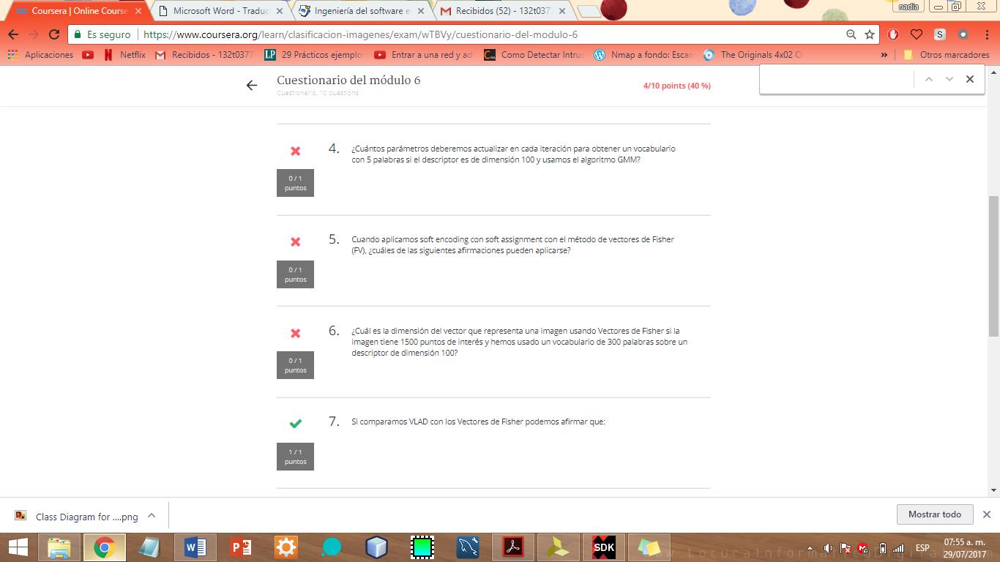 Coursera | Online Course
Microsoft Word - Traduc
Ingeniería del software e
Recibidos (52) - 132t037
nadia
Es seguro
https://www.coursera.org/learn/clasificacion-imagenes/exam/wTBVy/cuestionario-del-modulo-6
Aplicaciones
Netflix
Recibidos - 132t0377
29 Prácticos ejemplo
Entrar a una red y ad
Como Detectar Intrus
Nmap a fondo: Escan
The Originals 4x02 O
»
Otros marcadores
Cuestionario del módulo 6
Cuestionario, 10 questions
4/10 points (40 %)
4.
¿Cuántos parámetros deberemos actualizar en cada iteración para obtener un vocabulario
con 5 palabras si el descriptor es de dimensión 100 y usamos el algoritmo GMM?
0 / 1
puntos
5.
Cuando aplicamos soft encoding con soft assignment con el método de vectores de Fisher
(FV), ¿cuáles de las siguientes afirmaciones pueden aplicarse?
0 / 1
puntos
6.
¿Cuál es la dimensión del vector que representa una imagen usando Vectores de Fisher si la
imagen tiene 1500 puntos de interés y hemos usado un vocabulario de 300 palabras sobre un
descriptor de dimensión 100?
0 / 1
puntos
7.
Si comparamos VLAD con los Vectores de Fisher podemos afirmar que:
1 / 1
puntos
Class Diagram for ....png
Mostrar todo
SDK
ESP
07:55 a. m.
29/07/2017